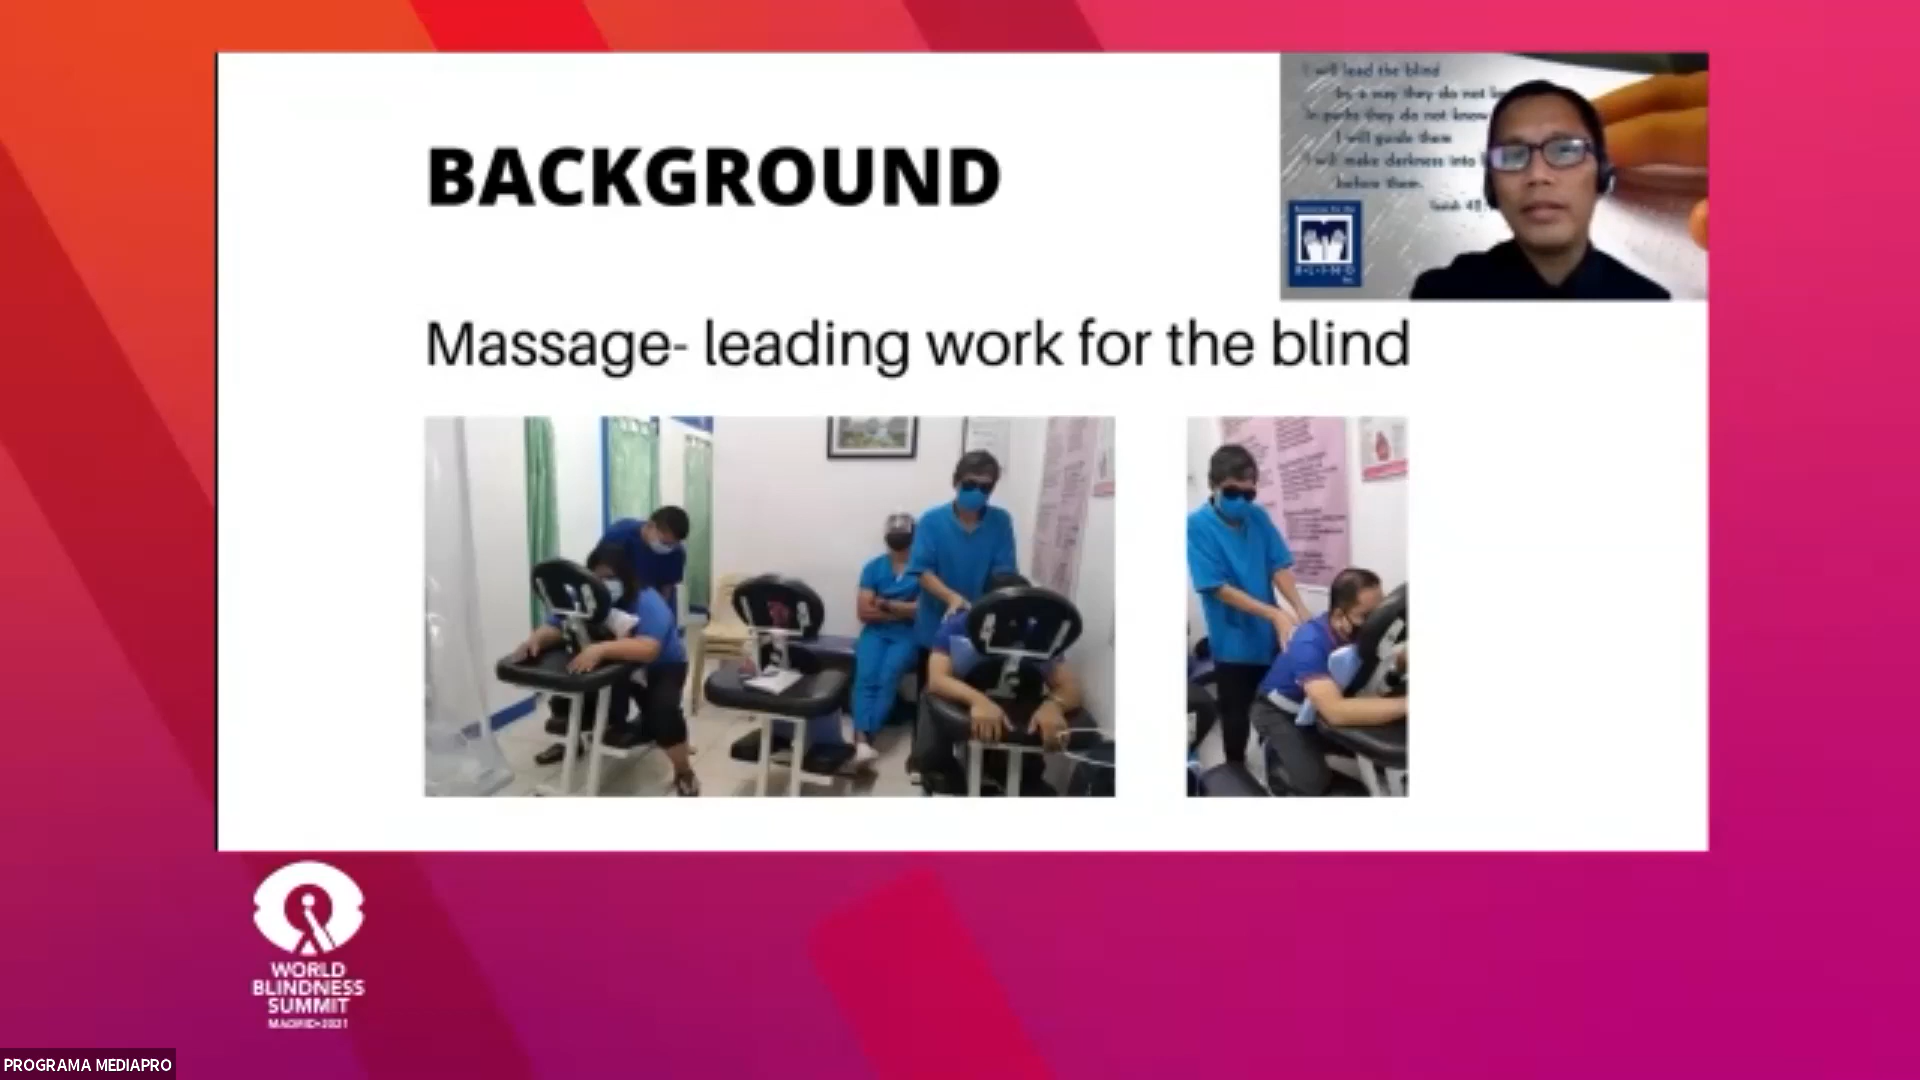 BACKGROUND
I will lead the blind
by a way they do not
In paths they do not know
I will guide them
I will make darkness into
before them.
Isaiah
BLIND
Massage- leading work for the blind
WORLD
BLINDNESS
SUMMIT
MADRID•2021
PROGRAMA MEDIAPRO